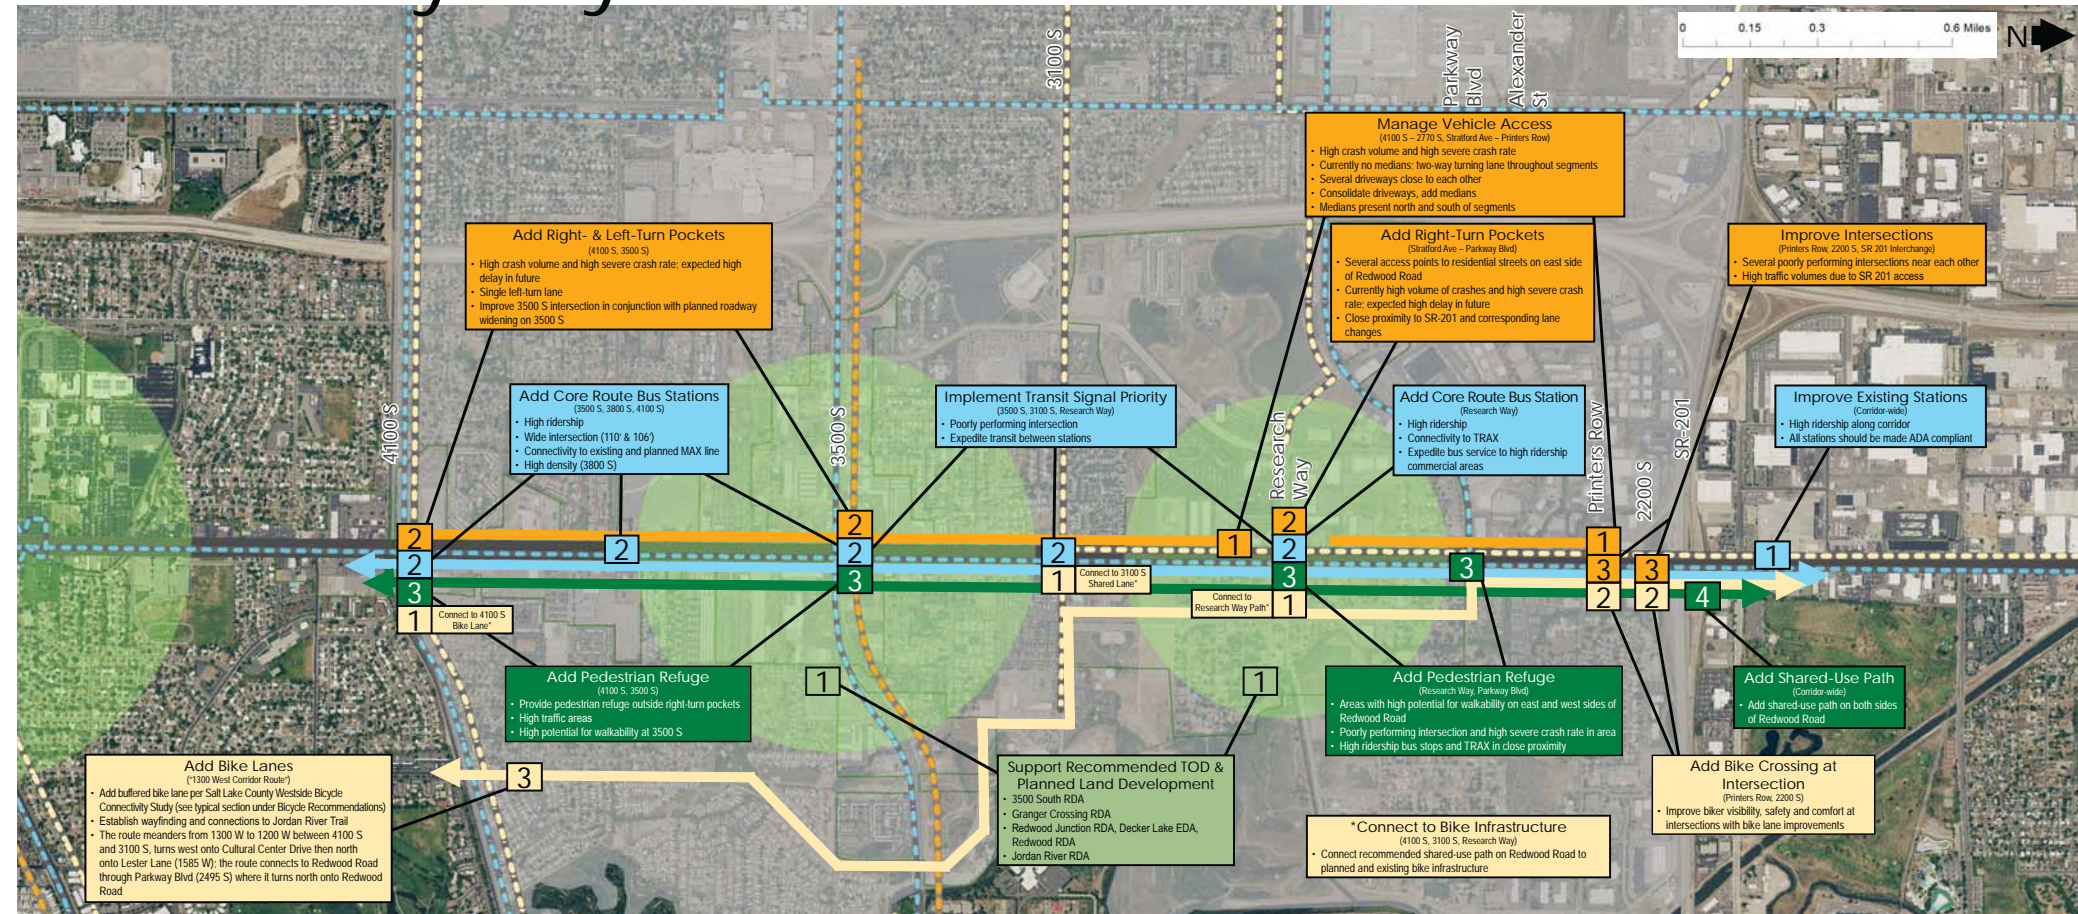 0 0.15 0.3 0.6 Miles
N
3100 S
Parkway
Blvd
Alexander
St
4100 S
3500 S
Research
Way
Printers Row
2200 S
SR-201
Manage Vehicle Access
(4100 S – 2770 S, Stratford Ave – Printers Row)
• High crash volume and high severe crash rate
• Currently no medians; two-way turning lane throughout segments
• Several driveways close to each other
• Consolidate driveways, add medians
• Medians present north and south of segments
Add Right- & Left-Turn Pockets
(4100 S, 3500 S)
• High crash volume and high severe crash rate; expected high
delay in future
• Single left-turn lane
• Improve 3500 S intersection in conjunction with planned roadway
widening on 3500 S
Add Right-Turn Pockets
(Stratford Ave – Parkway Blvd)
• Several access points to residential streets on east side
of Redwood Road
• Currently high volume of crashes and high severe crash
rate; expected high delay in future
• Close proximity to SR-201 and corresponding lane
changes
Improve Intersections
(Printers Row, 2200 S, SR 201 Interchange)
• Several poorly performing intersections near each other
• High traffic volumes due to SR 201 access
Add Core Route Bus Stations
(3500 S, 3800 S, 4100 S)
• High ridership
• Wide intersection (110' & 106')
• Connectivity to existing and planned MAX line
• High density (3800 S)
Implement Transit Signal Priority
(3500 S, 3100 S, Research Way)
• Poorly performing intersection
• Expedite transit between stations
Add Core Route Bus Station
(Research Way)
• High ridership
• Connectivity to TRAX
• Expedite bus service to high ridership
commercial areas
Improve Existing Stations
(Corridor-wide)
• High ridership along corridor
• All stations should be made ADA compliant
2
2
3
1
Connect to 4100 S
Bike Lane*
2
2
2
3
2
1
Connect to 3100 S
Shared Lane*
1
2
2
3
1
Connect to
Research Way Path*
3
1
3
2
3
2
4
1
Add Pedestrian Refuge
(4100 S, 3500 S)
• Provide pedestrian refuge outside right-turn pockets
• High traffic areas
• High potential for walkability at 3500 S
1
1
Add Pedestrian Refuge
(Research Way, Parkway Blvd)
• Areas with high potential for walkability on east and west sides of
Redwood Road
• Poorly performing intersection and high severe crash rate in area
• High ridership bus stops and TRAX in close proximity
Add Shared-Use Path
(Corridor-wide)
• Add shared-use path on both sides
of Redwood Road
Add Bike Lanes
("1300 West Corridor Route")
• Add buffered bike lane per Salt Lake County Westside Bicycle
Connectivity Study (see typical section under Bicycle Recommendations)
• Establish wayfinding and connections to Jordan River Trail
• The route meanders from 1300 W to 1200 W between 4100 S
and 3100 S, turns west onto Cultural Center Drive then north
onto Lester Lane (1585 W); the route connects to Redwood Road
through Parkway Blvd (2495 S) where it turns north onto Redwood
Road
3
Support Recommended TOD &
Planned Land Development
• 3500 South RDA
• Granger Crossing RDA
• Redwood Junction RDA, Decker Lake EDA,
Redwood RDA
• Jordan River RDA
*Connect to Bike Infrastructure
(4100 S, 3100 S, Research Way)
• Connect recommended shared-use path on Redwood Road to
planned and existing bike infrastructure
Add Bike Crossing at
Intersection
(Printers Row, 2200 S)
• Improve biker visibility, safety and comfort at
intersections with bike lane improvements